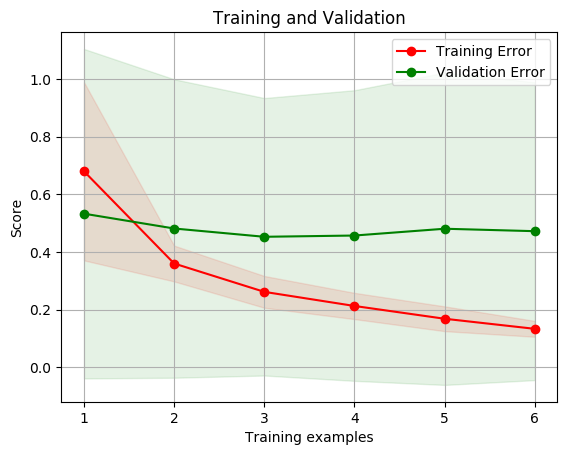 Training and Validation
Training Error
Validation Error
Score
1.0
0.8
0.6
0.4
0.2
0.0
1 2 3 4 5 6
Training examples